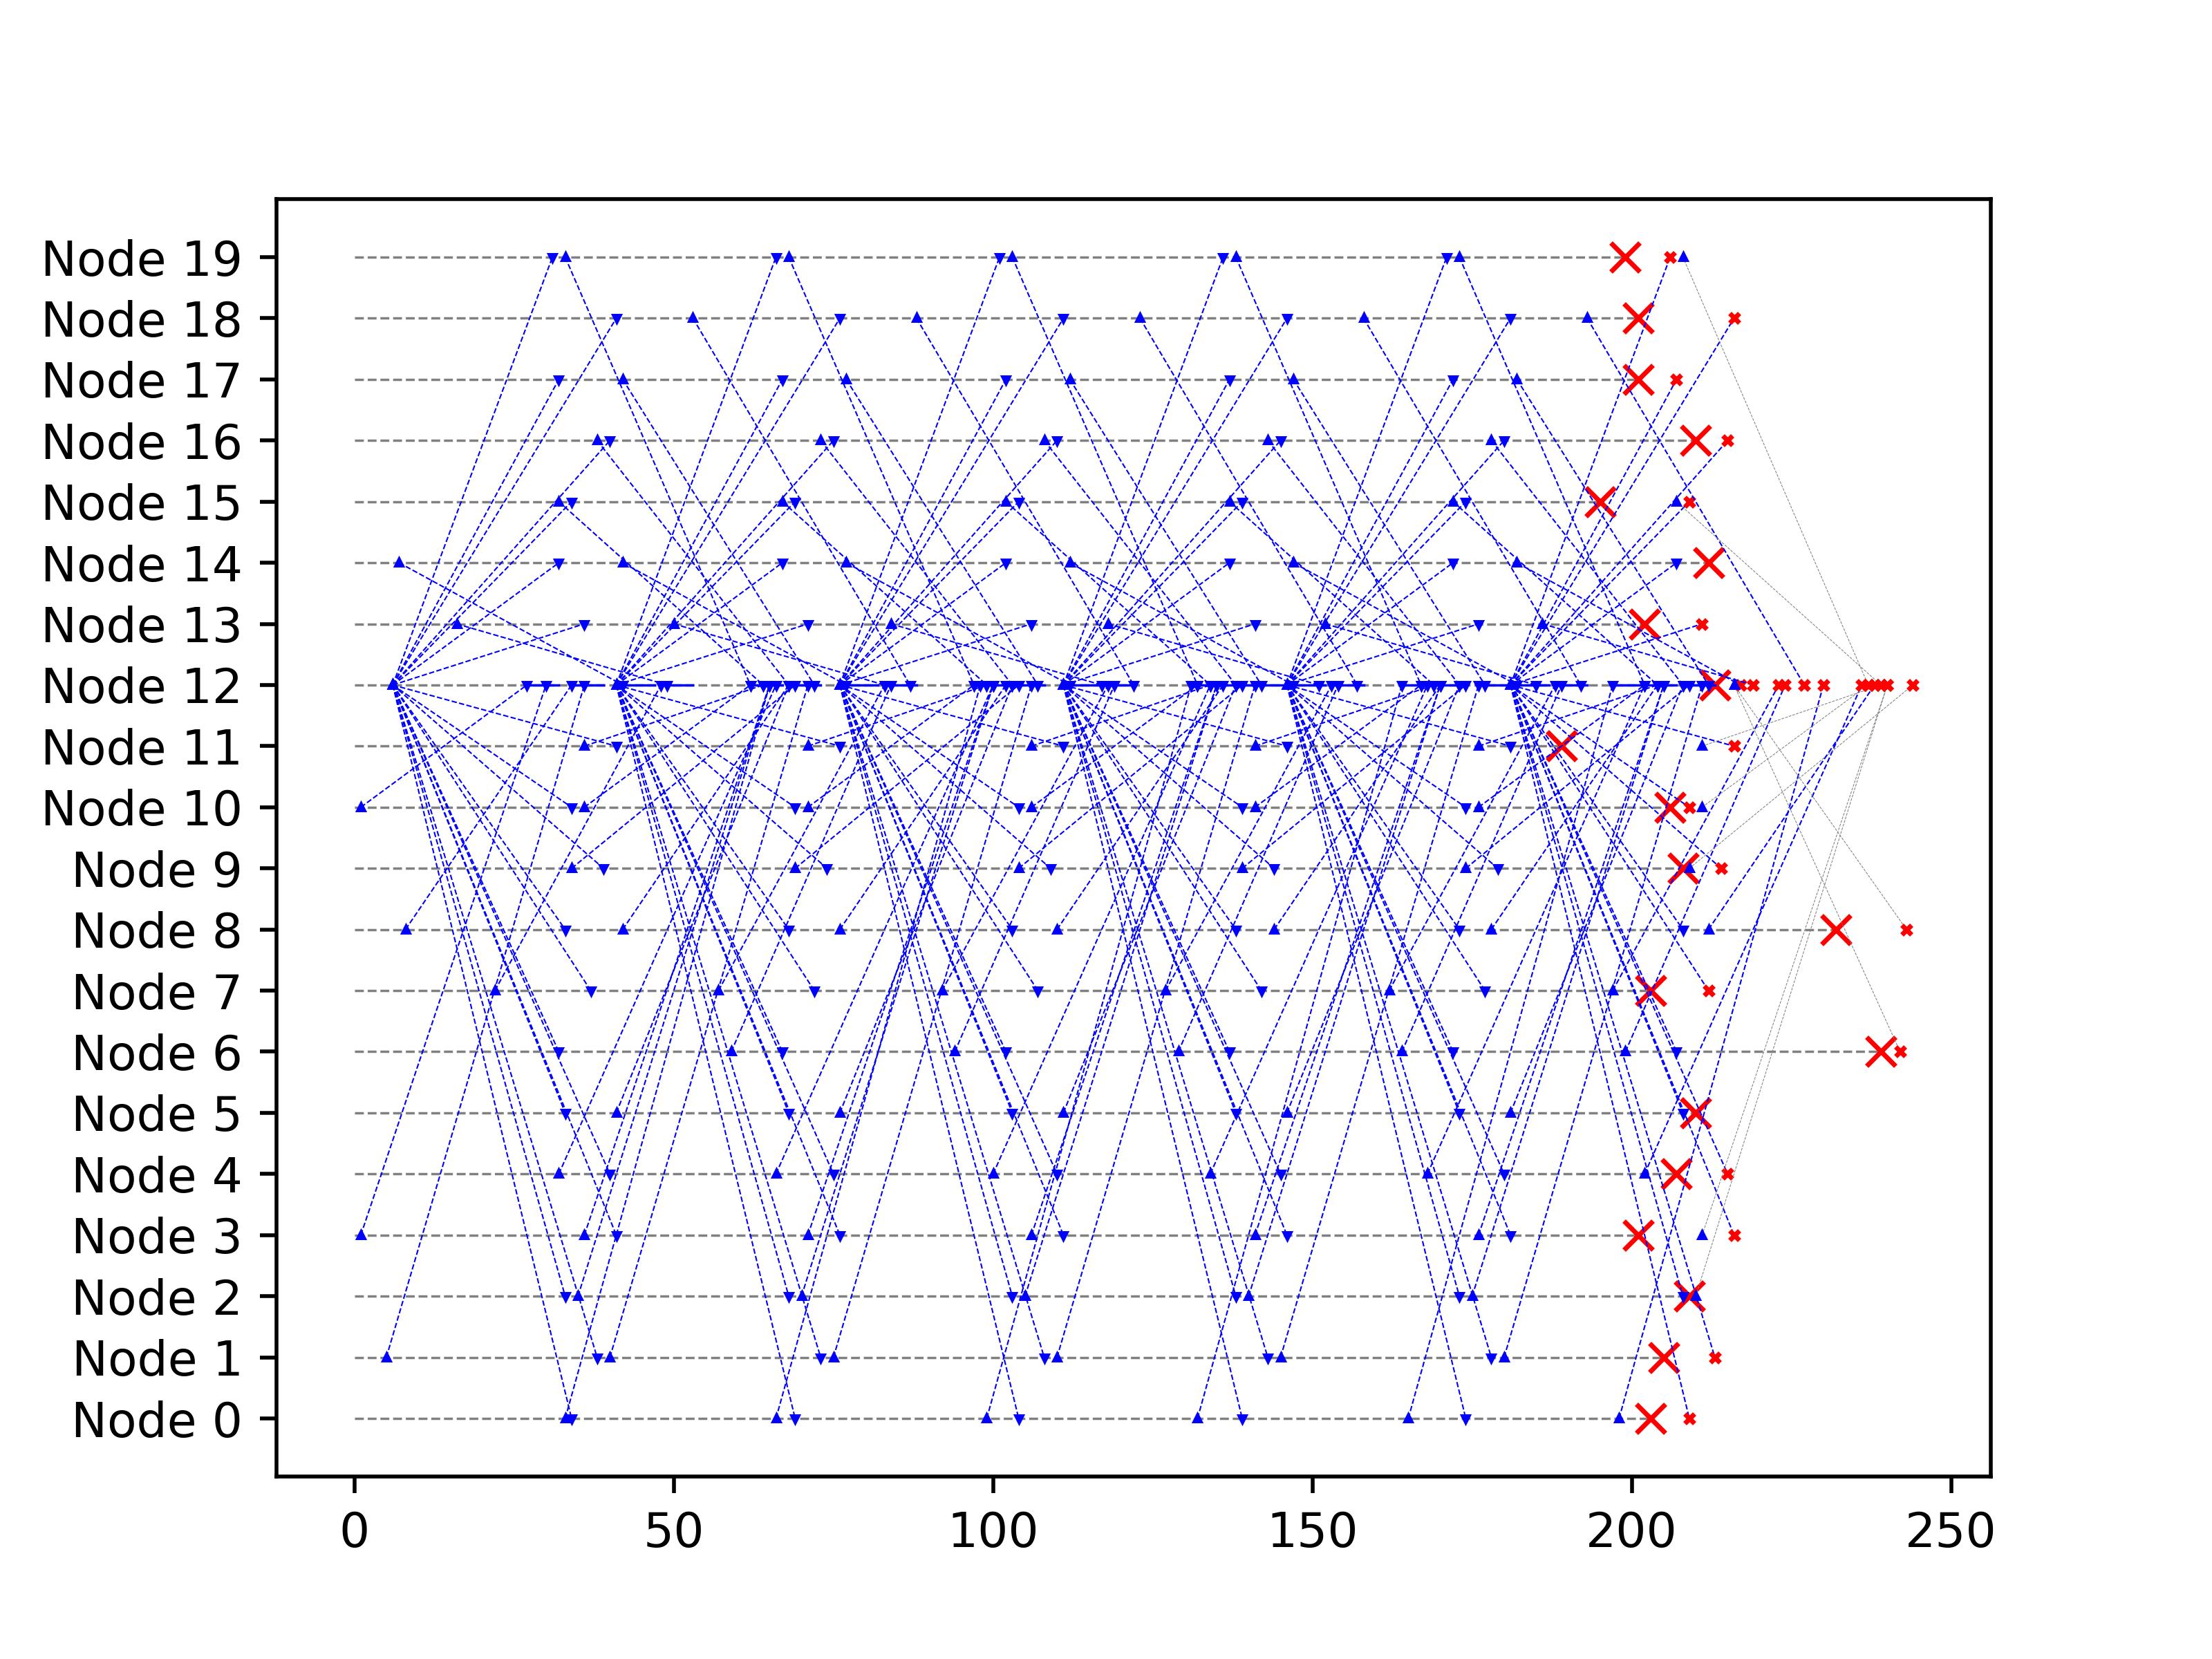 Node 19
Node 18
Node 17
Node 16
Node 15
Node 14
Node 13
Node 12
Node 11
Node 10
Node 9
Node 8
Node 7
Node 6
Node 5
Node 4
Node 3
Node 2
Node 1
Node 0
0 50 100 150 200 250